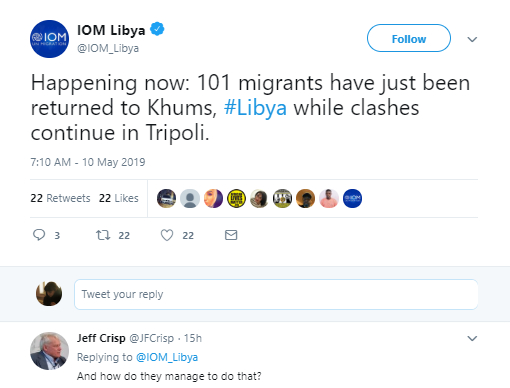 IOM Libya
@IOM_Libya
Follow
Happening now: 101 migrants have just been
returned to Khums, #Libya while clashes
continue in Tripoli.
7:10 AM - 10 May 2019
22 Retweets 22 Likes
3 22 22
Tweet your reply
Jeff Crisp @JFCrisp · 15h
Replying to @IOM_Libya
And how do they manage to do that?